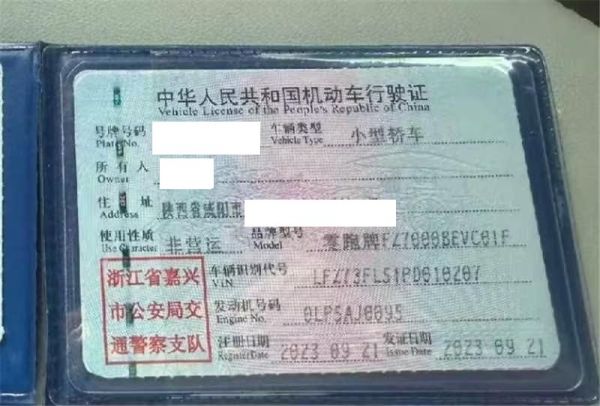 中华人民共和国机动车行驶证
Vehicle License of the People's Republic of China
号牌号码 车辆类型 小型轿车
Plate No. Vehicle Type
所有人
Owner
住址 陕西省咸阳市
Address
使用性质 非营运 品牌型号 零跑牌FZ7000BEVC01F
Use Character Model
浙江省嘉兴
市公安局交
通警察支队
车辆识别代号 LFZ73FLS1PD010207
VIN
发动机号码 0LP5AJ0095
Engine No.
注册日期 2023 09 21 发证日期 2023 09 21
Register Date Issue Date